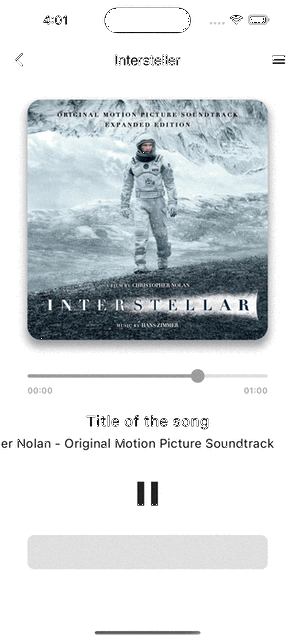 4:01
Intersteller
ORIGINAL MOTION PICTURE SOUNDTRACK
EXPANDED EDITION
A FILM BY CHRISTOPHER NOLAN
INTERSTELLAR
MUSIC BY HANS ZIMMER
00:00 01:00
Title of the song
er Nolan - Original Motion Picture Soundtrack